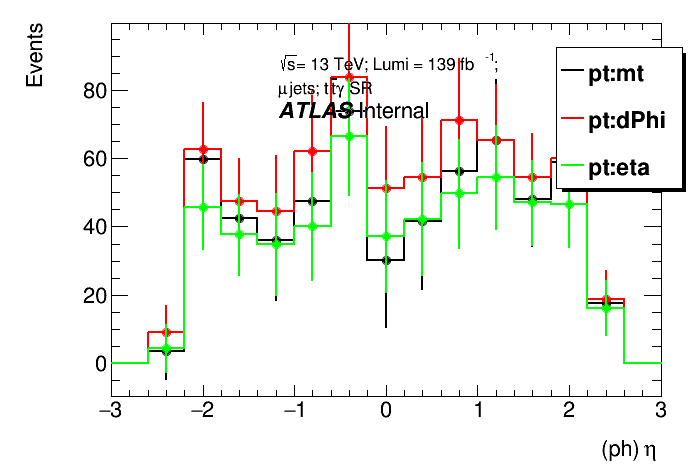 Events
√s= 13 TeV; Lumi = 139 fb⁻¹;
μjets; tt̄γ SR
ATLAS Internal
pt:mt
pt:dPhi
pt:eta
80
60
40
20
0
−3 −2 −1 0 1 2 3
(ph) η